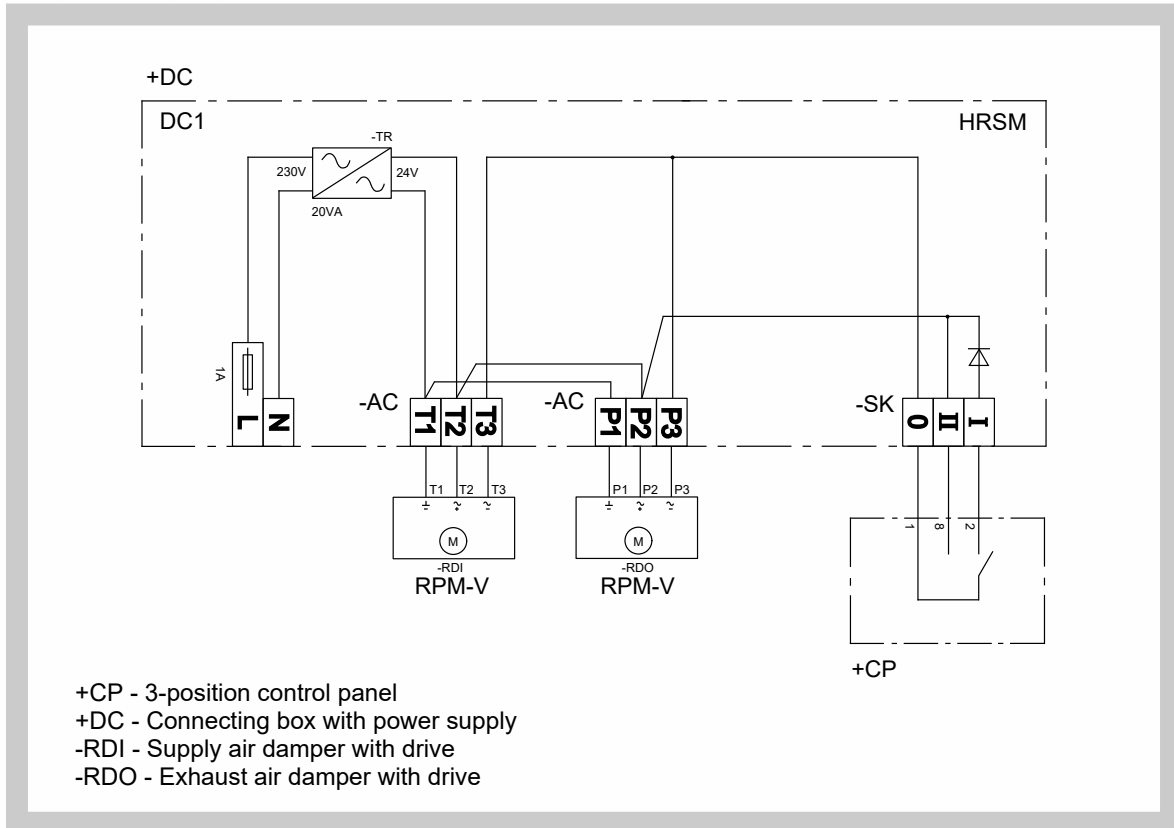 +DC
DC1
HRSM
-TR
230V
24V
20VA
1A
L
N
-AC
T1
T2
T3
-AC
P1
P2
P3
-SK
0
II
I
T1
T2
T3
P1
P2
P3
1
8
2
M
M
-RDI
-RDO
RPM-V
RPM-V
+CP
+CP - 3-position control panel
+DC - Connecting box with power supply
-RDI - Supply air damper with drive
-RDO - Exhaust air damper with drive